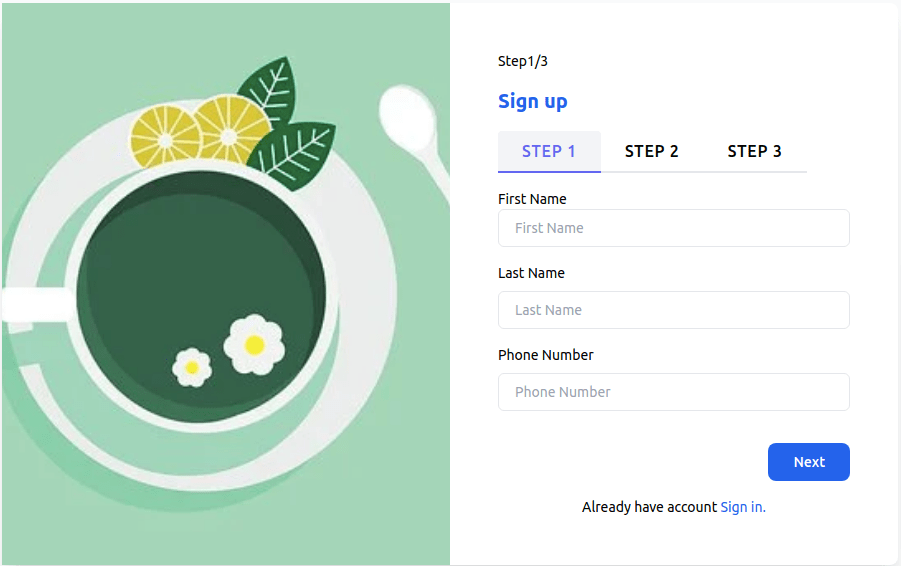 Step1/3
Sign up
STEP 1 STEP 2 STEP 3
First Name
First Name
Last Name
Last Name
Phone Number
Phone Number
Next
Already have account Sign in.